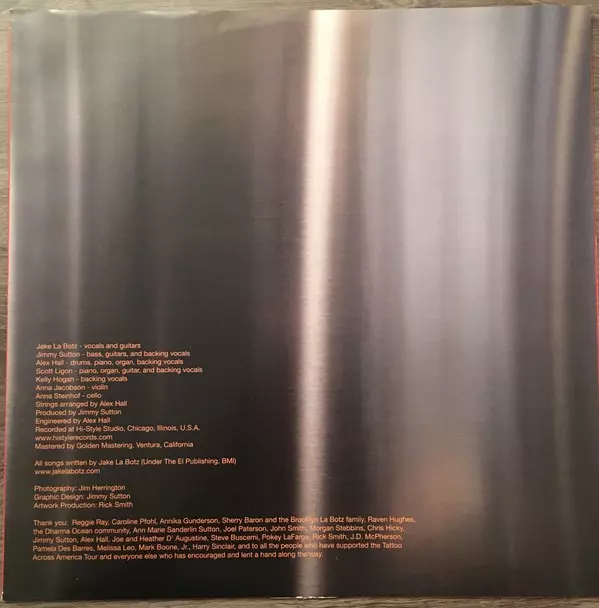 Jake La Botz - vocals and guitars
Jimmy Sutton - bass, guitars, and backing vocals
Alex Hall - drums, piano, organ, backing vocals
Scott Ligon - piano, organ, guitar, and backing vocals
Kelly Hogan - backing vocals
Anna Jacobson - violin
Anna Steinhof - cello
Strings arranged by Alex Hall
Produced by Jimmy Sutton
Engineered by Alex Hall
Recorded at Hi-Style Studio, Chicago, Illinois, U.S.A.
www.histylerecords.com
Mastered by Golden Mastering, Ventura, California
All songs written by Jake La Botz (Under The El Publishing, BMI)
www.jakelabotz.com
Photography: Jim Herrington
Graphic Design: Jimmy Sutton
Artwork Production: Rick Smith
Thank you: Reggie Ray, Caroline Pfohl, Annika Gunderson, Sherry Baron and the Brooklyn La Botz family, Raven Hughes,
the Dharma Ocean community, Ann Marie Sanderlin Sutton, Joel Paterson, John Smith, Morgan Stebbins, Chris Hicky,
Jimmy Sutton, Alex Hall, Joe and Heather D' Augustine, Steve Buscemi, Pokey LaFarge, Rick Smith, J.D. McPherson,
Pamela Des Barres, Melissa Leo, Mark Boone, Jr., Harry Sinclair, and to all the people who have supported the Tattoo
Across America Tour and everyone else who has encouraged and lent a hand along the way.